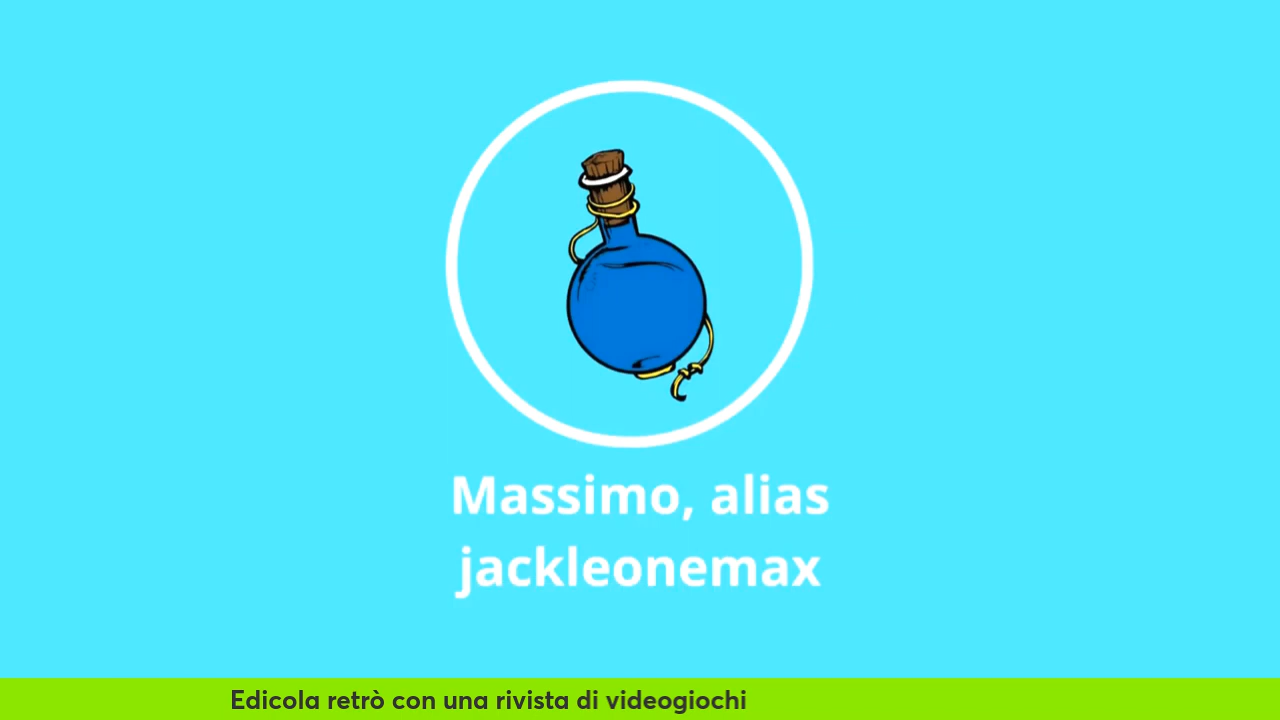 Massimo, alias
jackleonemax
Edicola retrò con una rivista di videogiochi